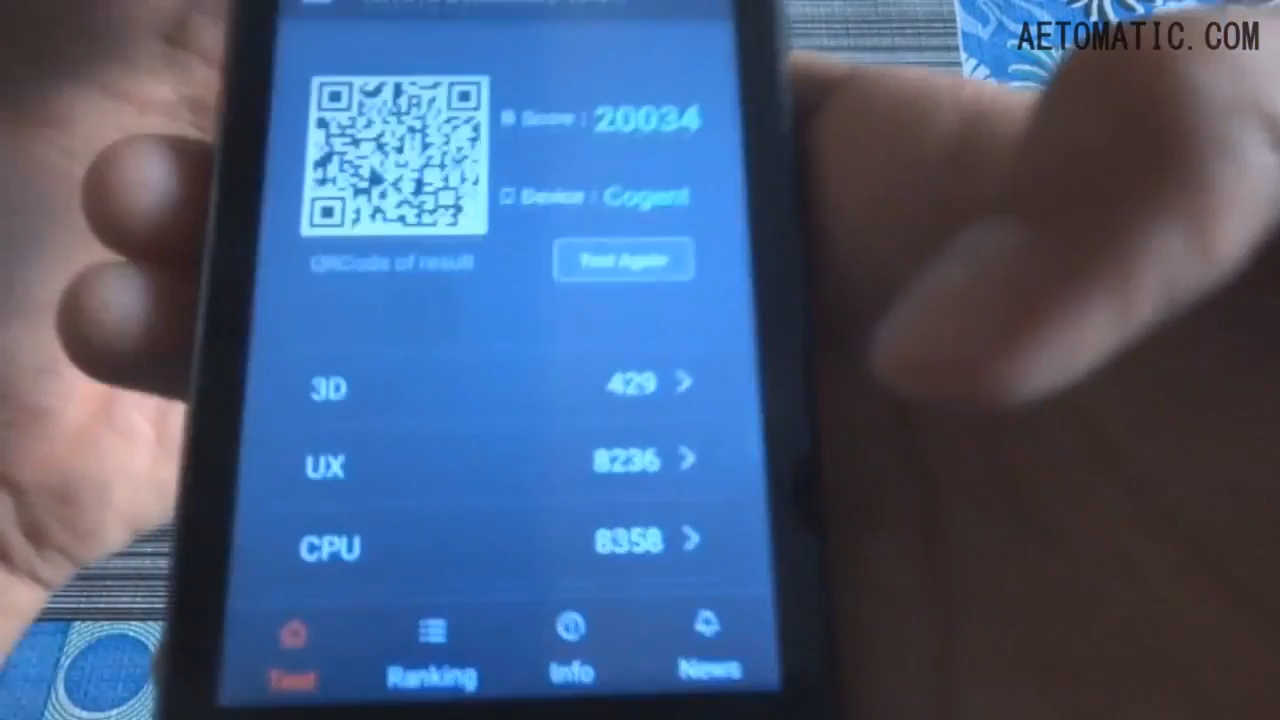 AETOMATIC.COM
Score : 20034
Device : Cogent
QRCode of result
Test Again
3D 429
UX 8236
CPU 8358
Test Ranking Info News